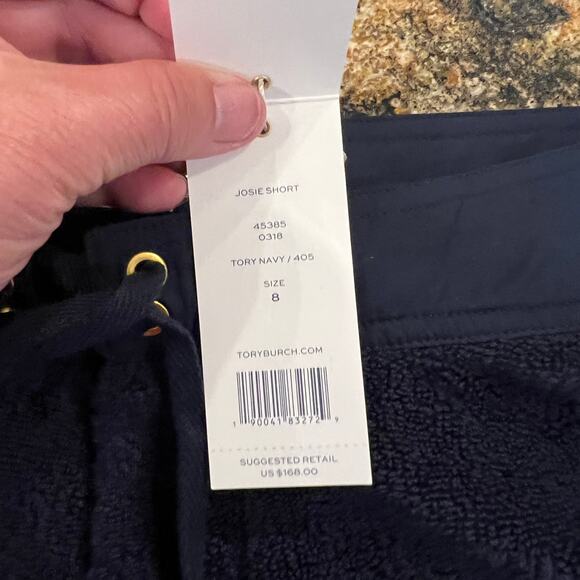 JOSIE SHORT
45385
0318
TORY NAVY / 405
SIZE
8
TORYBURCH.COM
1 90041 83272 9
SUGGESTED RETAIL
US $168.00